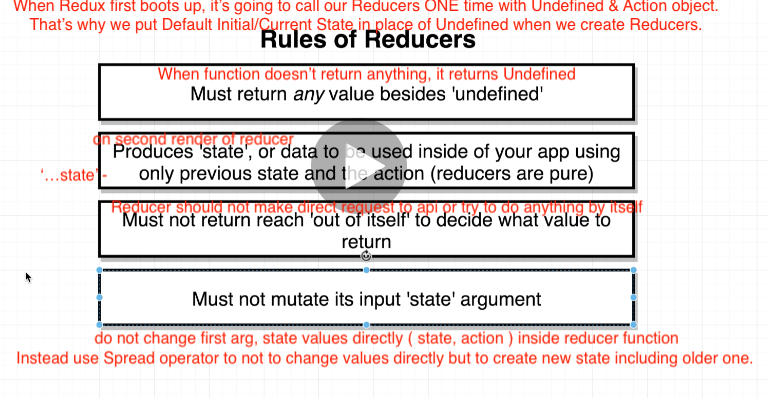 When Redux first boots up, it's going to call our Reducers ONE time with Undefined & Action object.
That's why we put Default Initial/Current State in place of Undefined when we create Reducers.
Rules of Reducers
When function doesn't return anything, it returns Undefined
Must return any value besides 'undefined'
on second render of reducer
Produces 'state', or data to be used inside of your app using
'...state' -
only previous state and the action (reducers are pure)
Reducer should not make direct request to api or try to do anything by itself
Must not return reach 'out of itself' to decide what value to
return
Must not mutate its input 'state' argument
do not change first arg, state values directly ( state, action ) inside reducer function
Instead use Spread operator to not to change values directly but to create new state including older one.